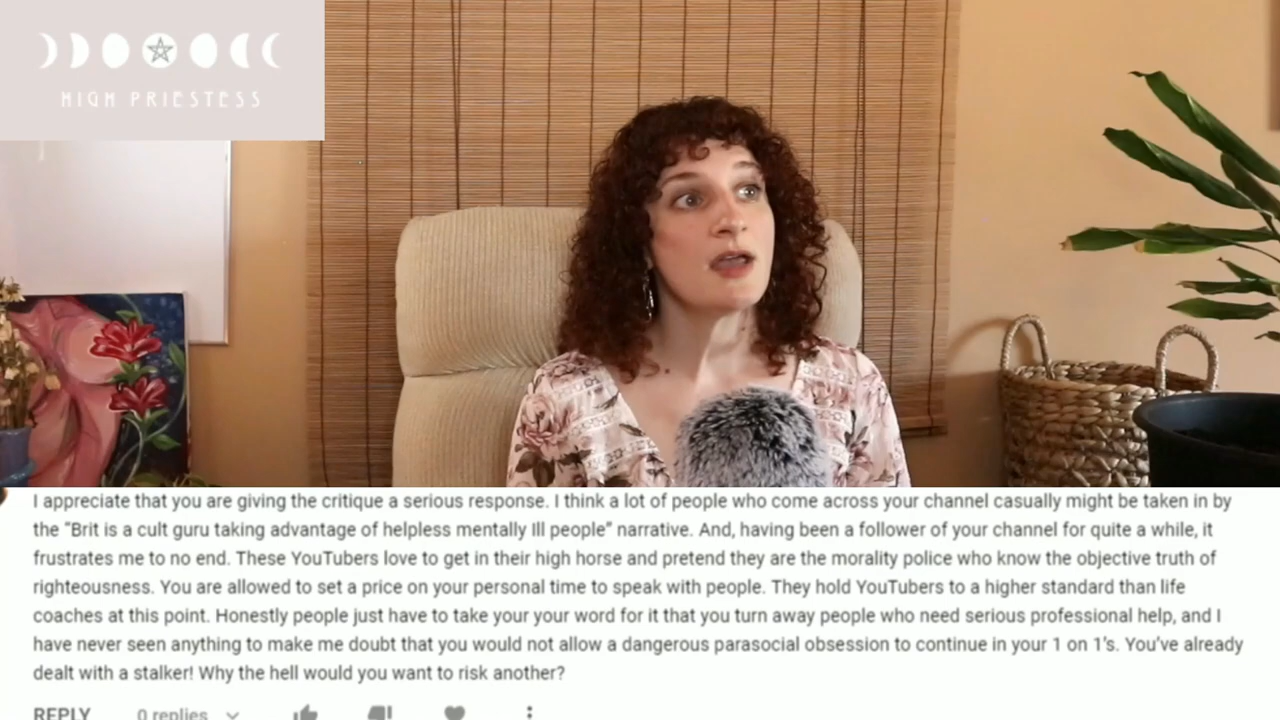 HIGH PRIESTESS
I appreciate that you are giving the critique a serious response. I think a lot of people who come across your channel casually might be taken in by
the “Brit is a cult guru taking advantage of helpless mentally Ill people” narrative. And, having been a follower of your channel for quite a while, it
frustrates me to no end. These YouTubers love to get in their high horse and pretend they are the morality police who know the objective truth of
righteousness. You are allowed to set a price on your personal time to speak with people. They hold YouTubers to a higher standard than life
coaches at this point. Honestly people just have to take your your word for it that you turn away people who need serious professional help, and I
have never seen anything to make me doubt that you would not allow a dangerous parasocial obsession to continue in your 1 on 1’s. You’ve already
dealt with a stalker! Why the hell would you want to risk another?
REPLY 0 replies